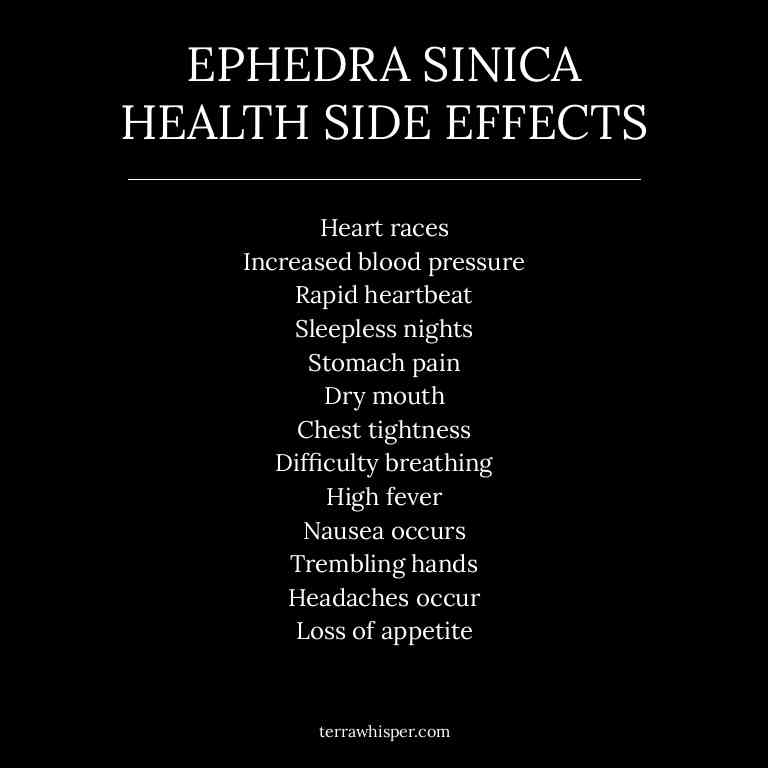 EPHEDRA SINICA
HEALTH SIDE EFFECTS
Heart races
Increased blood pressure
Rapid heartbeat
Sleepless nights
Stomach pain
Dry mouth
Chest tightness
Difficulty breathing
High fever
Nausea occurs
Trembling hands
Headaches occur
Loss of appetite
terrawhisper.com